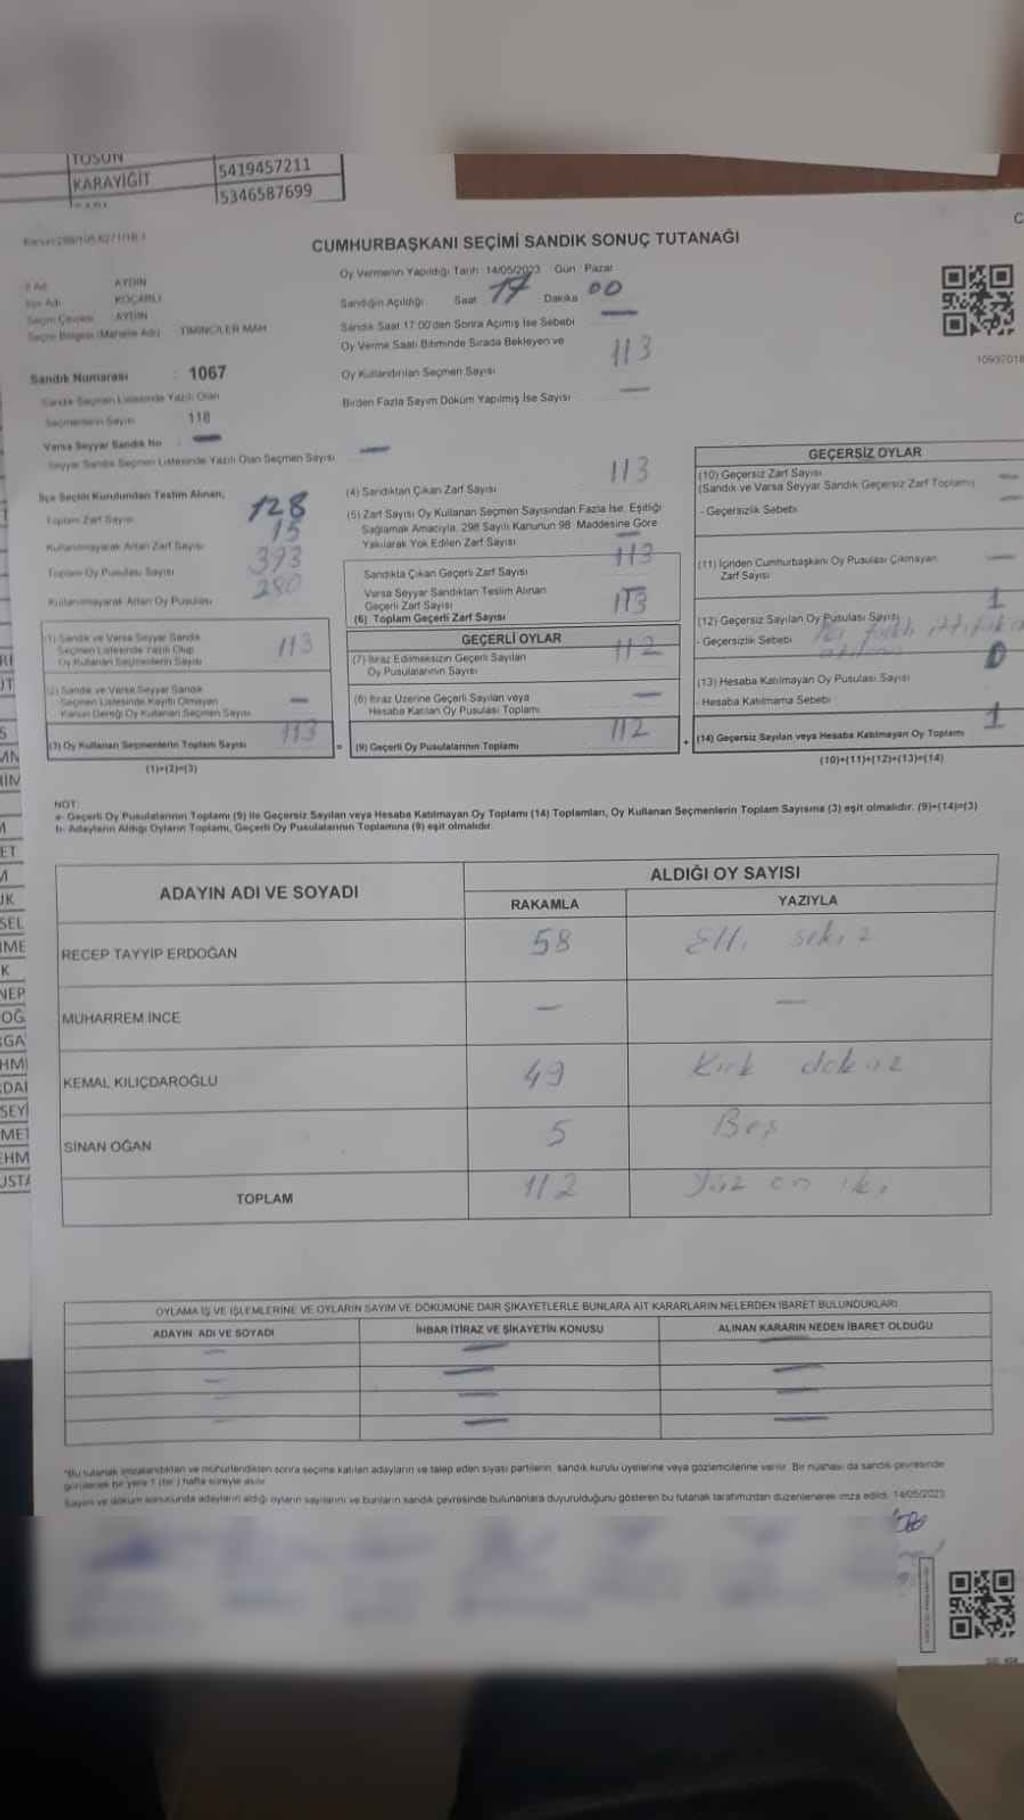 TOSUN
KARAYİĞİT 5419457211
5346587699
CUMHURBAŞKANI SEÇİMİ SANDIK SONUÇ TUTANAĞI
Oy Vermenin Yapıldığı Tarih 14/05/2023 Gün Pazar
İl Adı AYDIN
İlçe Adı KOÇARLI
Seçim Çevresi AYDIN
Seçim Bölgesi (Mahalle Adı) TIMINCILER MAH
Sandığın Açıldığı Saat 17 Dakika 00
Sandık Saat 17:00'den Sonra Açılmış İse Sebebi —
Oy Verme Saati Bitiminde Sırada Bekleyen ve
Oy Kullandırılan Seçmen Sayısı 113
Birden Fazla Sayım Döküm Yapılmış İse Sayısı —
10937018
Sandık Numarası : 1067
Sandık Seçmen Listesinde Yazılı Olan
Seçmenlerin Sayısı 118
Varsa Seyyar Sandık No : —
Seyyar Sandık Seçmen Listesinde Yazılı Olan Seçmen Sayısı —
İlçe Seçim Kurulundan Teslim Alınan;
Toplam Zarf Sayısı 128
Kullanılmayarak Artan Zarf Sayısı 15
Toplam Oy Pusulası Sayısı 393
Kullanılmayarak Artan Oy Pusulası 280
(1) Sandık ve Varsa Seyyar Sandık
Seçmen Listesinde Yazılı Olup
Oy Kullanan Seçmenlerin Sayısı 113
(2) Sandık ve Varsa Seyyar Sandık
Seçmen Listesinde Kayıtlı Olmayan
Kanun Gereği Oy Kullanan Seçmen Sayısı —
(3) Oy Kullanan Seçmenlerin Toplam Sayısı 113
(1)+(2)=(3)
(4) Sandıktan Çıkan Zarf Sayısı 113
(5) Zarf Sayısı Oy Kullanan Seçmen Sayısından Fazla İse, Eşitliği
Sağlamak Amacıyla, 298 Sayılı Kanunun 98. Maddesine Göre
Yakılarak Yok Edilen Zarf Sayısı —
Sandıkta Çıkan Geçerli Zarf Sayısı 113
Varsa Seyyar Sandıktan Teslim Alınan
Geçerli Zarf Sayısı
(6) Toplam Geçerli Zarf Sayısı 113
GEÇERLİ OYLAR
(7) İtiraz Edilmeksizin Geçerli Sayılan
Oy Pusulalarının Sayısı 112
(8) İtiraz Üzerine Geçerli Sayılan veya
Hesaba Katılan Oy Pusulası Toplamı —
= (9) Geçerli Oy Pusulalarının Toplamı 112
GEÇERSİZ OYLAR
(10) Geçersiz Zarf Sayısı —
(Sandık ve Varsa Seyyar Sandık Geçersiz Zarf Toplamı) —
- Geçersizlik Sebebi
(11) İçinden Cumhurbaşkanı Oy Pusulası Çıkmayan
Zarf Sayısı —
(12) Geçersiz Sayılan Oy Pusulası Sayısı 1
- Geçersizlik Sebebi
(13) Hesaba Katılmayan Oy Pusulası Sayısı 0
- Hesaba Katılmama Sebebi
+ (14) Geçersiz Sayılan veya Hesaba Katılmayan Oy Toplamı 1
(10)+(11)+(12)+(13)=(14)
NOT:
a- Geçerli Oy Pusulalarının Toplamı (9) ile Geçersiz Sayılan veya Hesaba Katılmayan Oy Toplamı (14) Toplamları, Oy Kullanan Seçmenlerin Toplam Sayısına (3) eşit olmalıdır. (9)+(14)=(3)
b- Adayların Aldığı Oyların Toplamı, Geçerli Oy Pusulalarının Toplamına (9) eşit olmalıdır.
ADAYIN ADI VE SOYADI ALDIĞI OY SAYISI
RAKAMLA YAZIYLA
RECEP TAYYİP ERDOĞAN 58 Elli sekiz
MUHARREM İNCE — —
KEMAL KILIÇDAROĞLU 49 Kırk dokuz
SİNAN OĞAN 5 Beş
TOPLAM 112 Yüz on iki
OYLAMA İŞ VE İŞLEMLERİNE VE OYLARIN SAYIM VE DÖKÜMÜNE DAİR ŞİKAYETLERLE BUNLARA AİT KARARLARIN NELERDEN İBARET BULUNDUKLARI
ADAYIN ADI VE SOYADI İHBAR İTİRAZ VE ŞİKAYETİN KONUSU ALINAN KARARIN NEDEN İBARET OLDUĞU
*Bu tutanak imzalandıktan ve mühürlendikten sonra seçime katılan adayların ve talep eden siyasi partilerin, sandık kurulu üyelerine veya gözlemcilerine verilir. Bir nüshası da sandık çevresinde
görülecek bir yere 1 (bir) hafta süreyle asılır.
Sayım ve döküm sonucunda adayların aldığı oyların sayılarını ve bunların sandık çevresinde bulunanlara duyurulduğunu gösteren bu tutanak tarafımızdan düzenlenerek imza edildi. 14/05/2023